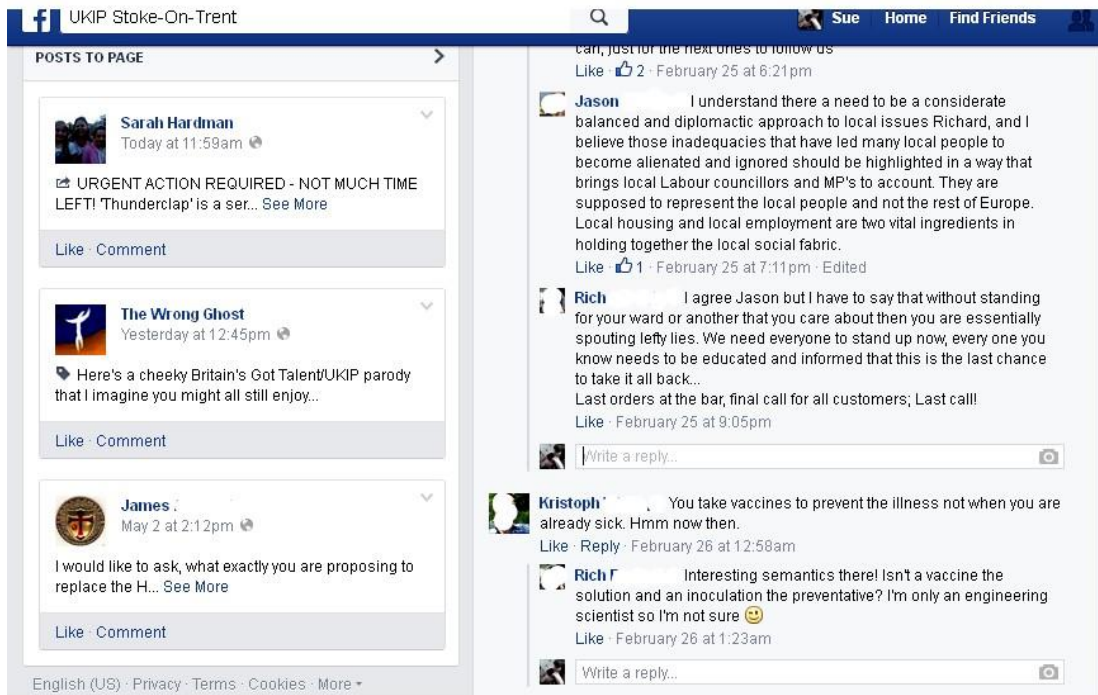 f
UKIP Stoke-On-Trent
Sue Home Find Friends
POSTS TO PAGE
Sarah Hardman
Today at 11:59am
URGENT ACTION REQUIRED - NOT MUCH TIME
LEFT! 'Thunderclap' is a ser... See More
Like · Comment
The Wrong Ghost
Yesterday at 12:45pm
Here's a cheeky Britain's Got Talent/UKIP parody
that I imagine you might all still enjoy...
Like · Comment
James
May 2 at 2:12pm
I would like to ask, what exactly you are proposing to
replace the H... See More
Like · Comment
English (US) · Privacy · Terms · Cookies · More
can, just for the next ones to follow us
Like · 2 · February 25 at 6:21pm
Jason I understand there a need to be a considerate
balanced and diplomactic approach to local issues Richard, and I
believe those inadequacies that have led many local people to
become alienated and ignored should be highlighted in a way that
brings local Labour councillors and MP's to account. They are
supposed to represent the local people and not the rest of Europe.
Local housing and local employment are two vital ingredients in
holding together the local social fabric.
Like · 1 · February 25 at 7:11pm · Edited
Rich I agree Jason but I have to say that without standing
for your ward or another that you care about then you are essentially
spouting lefty lies. We need everyone to stand up now, every one you
know needs to be educated and informed that this is the last chance
to take it all back...
Last orders at the bar, final call for all customers; Last call!
Like · February 25 at 9:05pm
Write a reply...
Kristoph You take vaccines to prevent the illness not when you are
already sick. Hmm now then.
Like · Reply · February 26 at 12:58am
Rich Interesting semantics there! Isn't a vaccine the
solution and an inoculation the preventative? I'm only an engineering
scientist so I'm not sure
Like · February 26 at 1:23am
Write a reply...